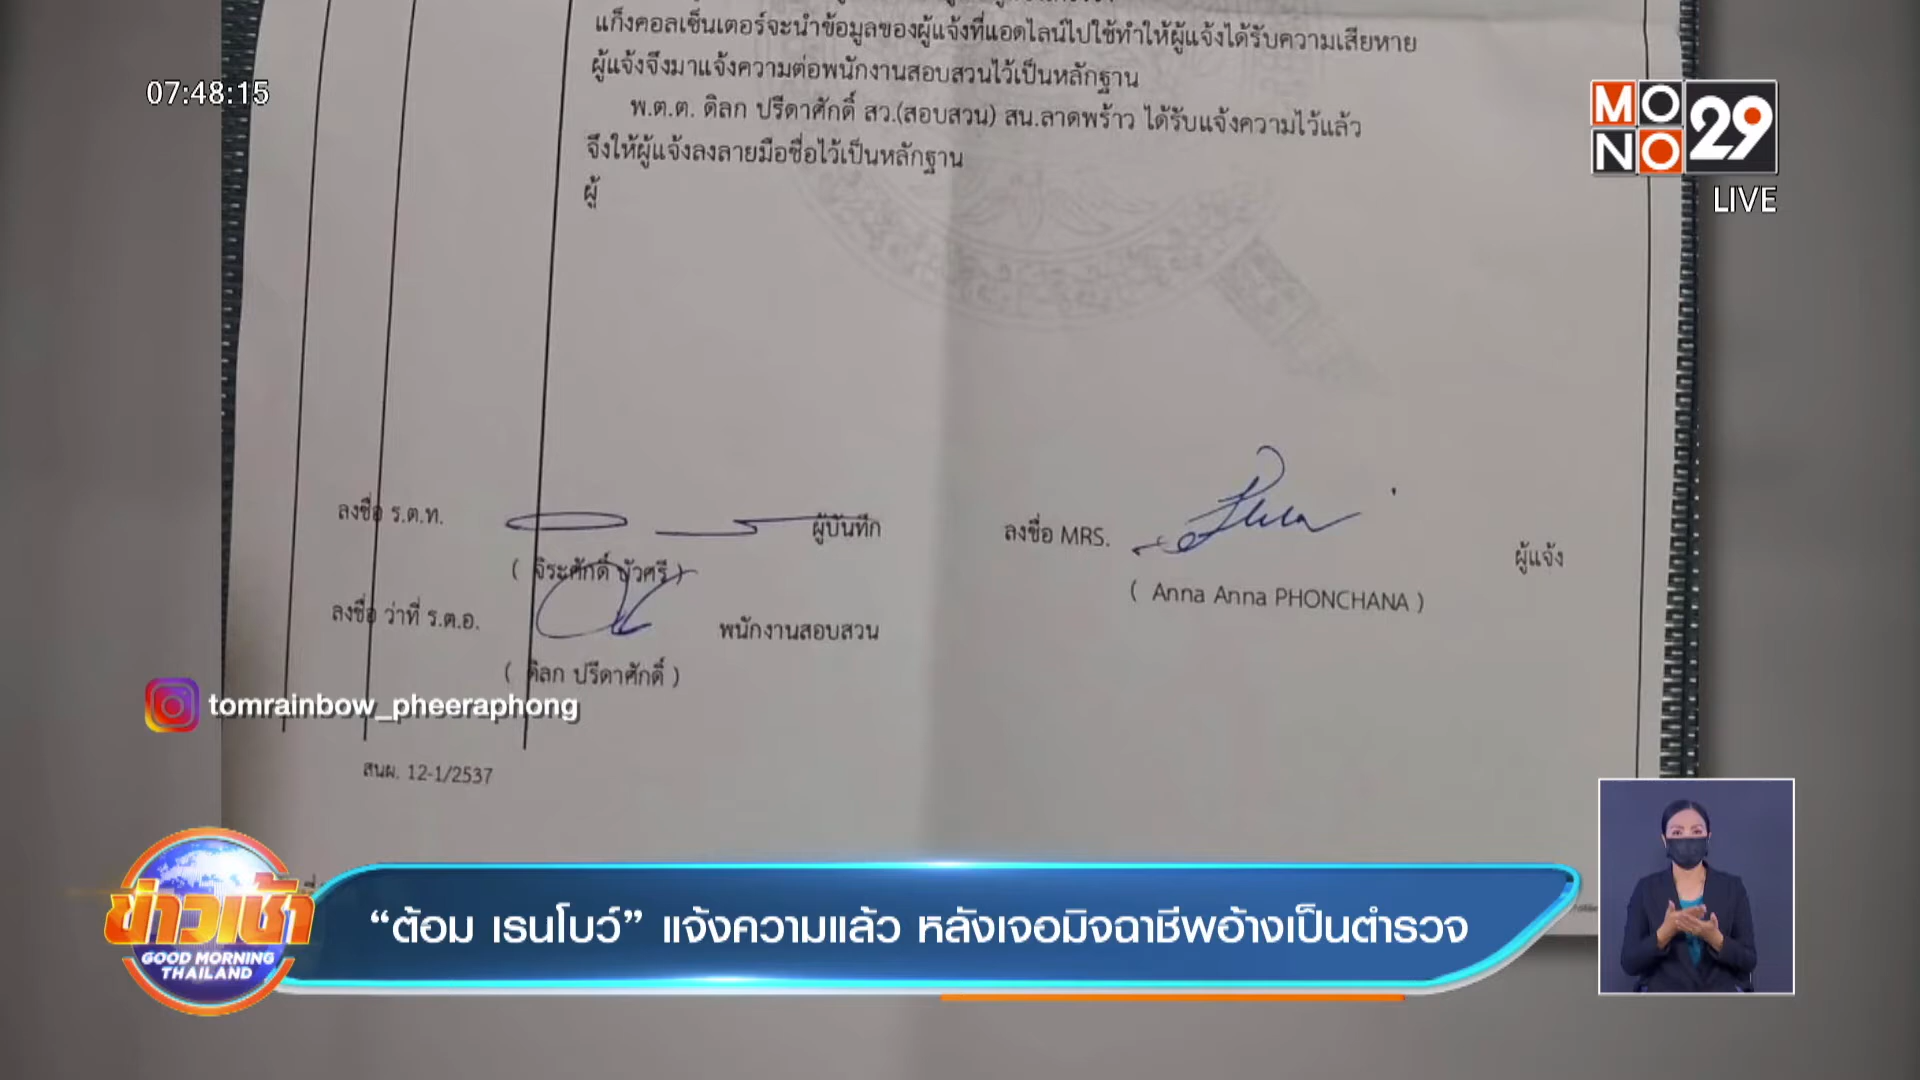 แก็งคอลเซ็นเตอร์จะนำข้อมูลของผู้แจ้งที่แอดไลน์ไปใช้ทำให้ผู้แจ้งได้รับความเสียหาย
ผู้แจ้งจึงมาแจ้งความต่อพนักงานสอบสวนไว้เป็นหลักฐาน
พ.ต.ต. ดิลก ปรีดาศักดิ์ สว.(สอบสวน) สน.ลาดพร้าว ได้รับแจ้งความไว้แล้ว
จึงให้ผู้แจ้งลงลายมือชื่อไว้เป็นหลักฐาน
ผู้
07:48:15
MONO 29
LIVE
ลงชื่อ ร.ต.ท. ผู้บันทึก
( จิระศักดิ์ บัวศรี )
ลงชื่อ ว่าที่ ร.ต.อ. พนักงานสอบสวน
( ดิลก ปรีดาศักดิ์ )
ลงชื่อ MRS. ผู้แจ้ง
( Anna Anna PHONCHANA )
tomrainbow_pheeraphong
สนผ. 12-1/2537
ข่าวเช้า
GOOD MORNING
THAILAND
“ต้อม เรนโบว์” แจ้งความแล้ว หลังเจอมิจฉาชีพอ้างเป็นตำรวจ